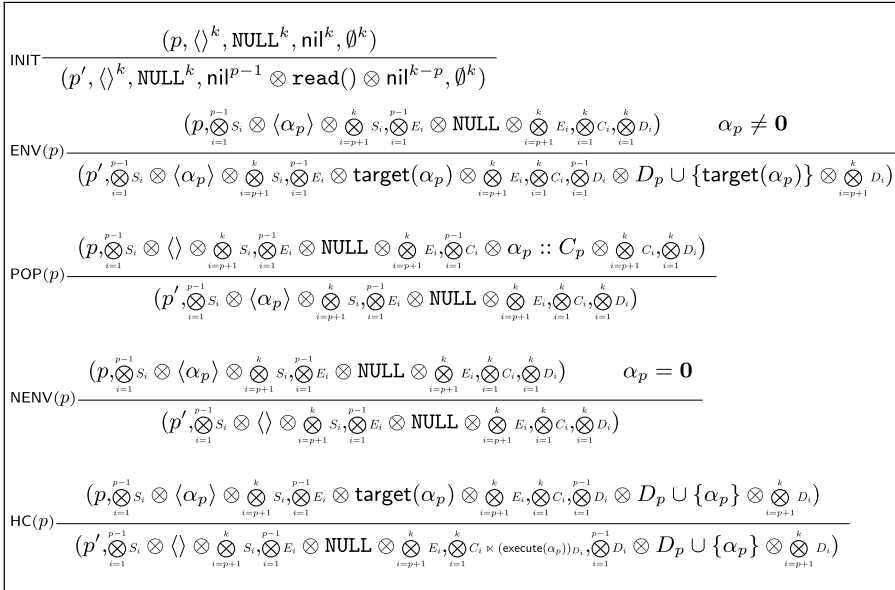 INIT (p, ⟨⟩^k, NULL^k, nil^k, ∅^k)
(p′, ⟨⟩^k, NULL^k, nil^{p−1} ⊗ read() ⊗ nil^{k−p}, ∅^k)
(p, ⊗_{i=1}^{p−1} S_i ⊗ ⟨α_p⟩ ⊗ ⊗_{i=p+1}^{k} S_i, ⊗_{i=1}^{p−1} E_i ⊗ NULL ⊗ ⊗_{i=p+1}^{k} E_i, ⊗_{i=1}^{k} C_i, ⊗_{i=1}^{k} D_i) α_p ≠ 0
ENV(p)
(p′, ⊗_{i=1}^{p−1} S_i ⊗ ⟨α_p⟩ ⊗ ⊗_{i=p+1}^{k} S_i, ⊗_{i=1}^{p−1} E_i ⊗ target(α_p) ⊗ ⊗_{i=p+1}^{k} E_i, ⊗_{i=1}^{k} C_i, ⊗_{i=1}^{p−1} D_i ⊗ D_p ∪ {target(α_p)} ⊗ ⊗_{i=p+1}^{k} D_i)
(p, ⊗_{i=1}^{p−1} S_i ⊗ ⟨⟩ ⊗ ⊗_{i=p+1}^{k} S_i, ⊗_{i=1}^{p−1} E_i ⊗ NULL ⊗ ⊗_{i=p+1}^{k} E_i, ⊗_{i=1}^{p−1} C_i ⊗ α_p :: C_p ⊗ ⊗_{i=p+1}^{k} C_i, ⊗_{i=1}^{k} D_i)
POP(p)
(p′, ⊗_{i=1}^{p−1} S_i ⊗ ⟨α_p⟩ ⊗ ⊗_{i=p+1}^{k} S_i, ⊗_{i=1}^{p−1} E_i ⊗ NULL ⊗ ⊗_{i=p+1}^{k} E_i, ⊗_{i=1}^{k} C_i, ⊗_{i=1}^{k} D_i)
(p, ⊗_{i=1}^{p−1} S_i ⊗ ⟨α_p⟩ ⊗ ⊗_{i=p+1}^{k} S_i, ⊗_{i=1}^{p−1} E_i ⊗ NULL ⊗ ⊗_{i=p+1}^{k} E_i, ⊗_{i=1}^{k} C_i, ⊗_{i=1}^{k} D_i) α_p = 0
NENV(p)
(p′, ⊗_{i=1}^{p−1} S_i ⊗ ⟨⟩ ⊗ ⊗_{i=p+1}^{k} S_i, ⊗_{i=1}^{p−1} E_i ⊗ NULL ⊗ ⊗_{i=p+1}^{k} E_i, ⊗_{i=1}^{k} C_i, ⊗_{i=1}^{k} D_i)
(p, ⊗_{i=1}^{p−1} S_i ⊗ ⟨α_p⟩ ⊗ ⊗_{i=p+1}^{k} S_i, ⊗_{i=1}^{p−1} E_i ⊗ target(α_p) ⊗ ⊗_{i=p+1}^{k} E_i, ⊗_{i=1}^{k} C_i, ⊗_{i=1}^{p−1} D_i ⊗ D_p ∪ {α_p} ⊗ ⊗_{i=p+1}^{k} D_i)
HC(p)
(p′, ⊗_{i=1}^{p−1} S_i ⊗ ⟨⟩ ⊗ ⊗_{i=p+1}^{k} S_i, ⊗_{i=1}^{p−1} E_i ⊗ NULL ⊗ ⊗_{i=p+1}^{k} E_i, ⊗_{i=1}^{k} C_i ⋉ (execute(α_p))_{D_i}, ⊗_{i=1}^{p−1} D_i ⊗ D_p ∪ {α_p} ⊗ ⊗_{i=p+1}^{k} D_i)